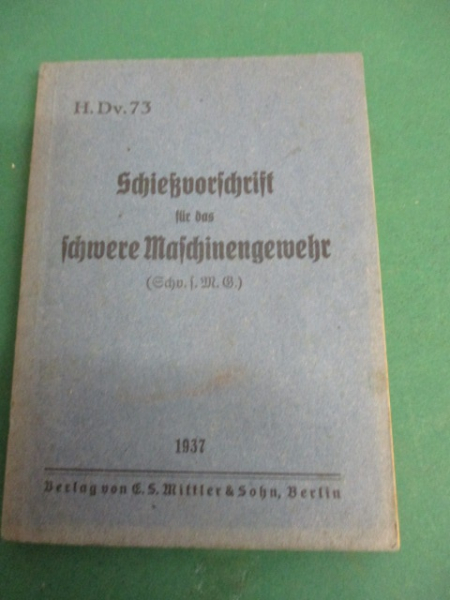 H. Dv. 73
Schießvorschrift
für das
schwere Maschinengewehr
(Schv. s. M. G.)
1937
Verlag von E. S. Mittler & Sohn, Berlin